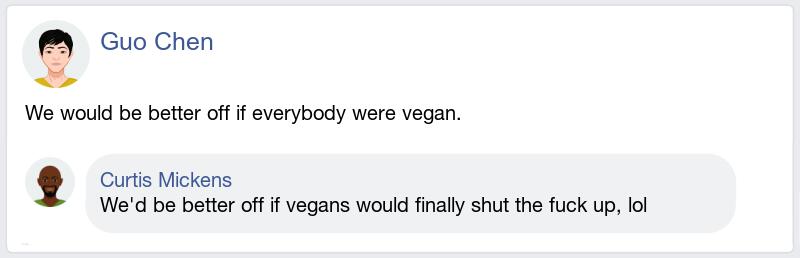 Guo Chen
We would be better off if everybody were vegan.
Curtis Mickens
We'd be better off if vegans would finally shut the fuck up, lol